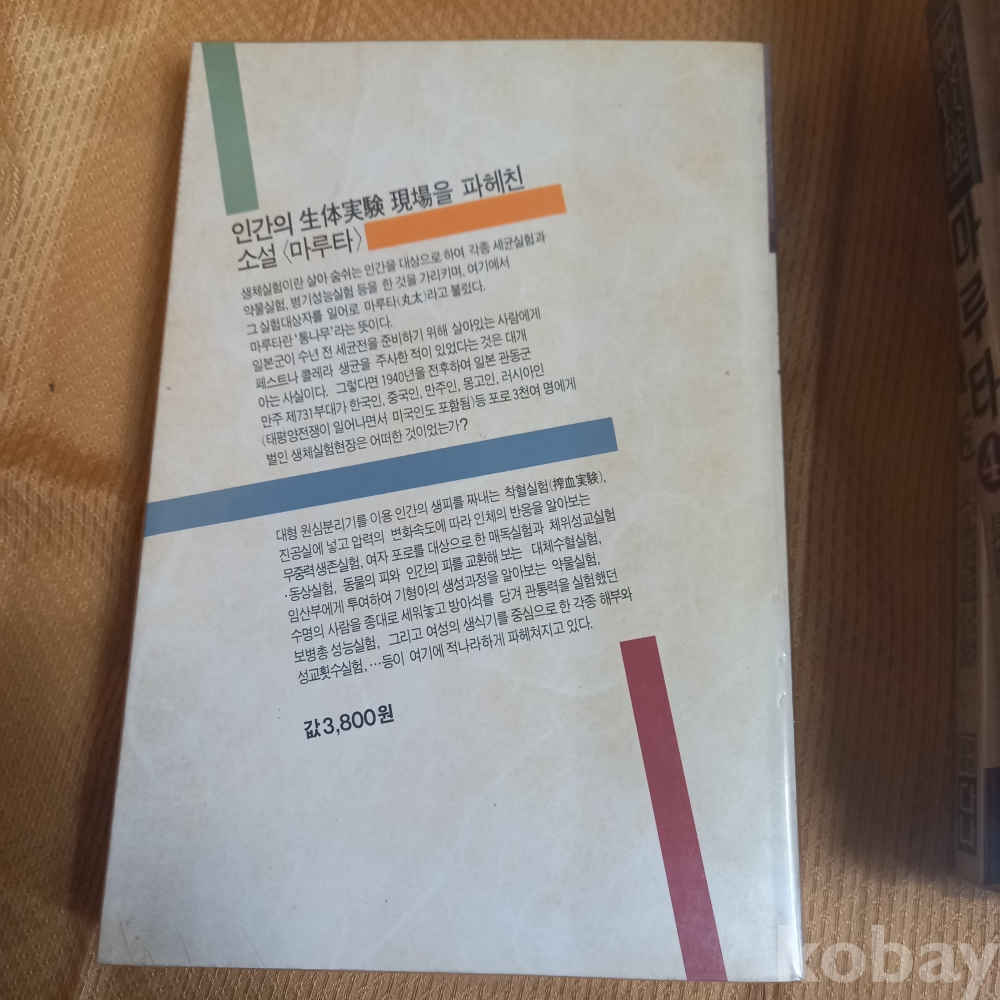 인간의 生体実験 現場을 파헤친
소설 〈마루타〉
생체실험이란 살아 숨쉬는 인간을 대상으로 하여 각종 세균실험과
약물실험, 병기성능실험 등을 한 것을 가리키며, 여기에서
그 실험대상자를 일어로 마루타(丸太)라고 불렀다.
마루타란 '통나무'라는 뜻이다.
일본군이 수년 전 세균전을 준비하기 위해 살아있는 사람에게
페스트나 콜레라 생균을 주사한 적이 있었다는 것은 대개
아는 사실이다. 그렇다면 1940년을 전후하여 일본 관동군
만주 제731부대가 한국인, 중국인, 만주인, 몽고인, 러시아인
(태평양전쟁이 일어나면서 미국인도 포함됨)등 포로 3천여 명에게
벌인 생체실험현장은 어떠한 것이었는가?
대형 원심분리기를 이용 인간의 생피를 짜내는 착혈실험(搾血実験),
진공실에 넣고 압력의 변화속도에 따라 인체의 반응을 알아보는
무중력생존실험, 여자 포로를 대상으로 한 매독실험과 체위성교실험
·동상실험, 동물의 피와 인간의 피를 교환해 보는 대체수혈실험,
임산부에게 투여하여 기형아의 생성과정을 알아보는 약물실험,
수명의 사람을 종대로 세워놓고 방아쇠를 당겨 관통력을 실험했던
보병총 성능실험, 그리고 여성의 생식기를 중심으로 한 각종 해부와
성교횟수실험, …등이 여기에 적나라하게 파헤쳐지고 있다.
값 3,800원
마루타 4
kobay